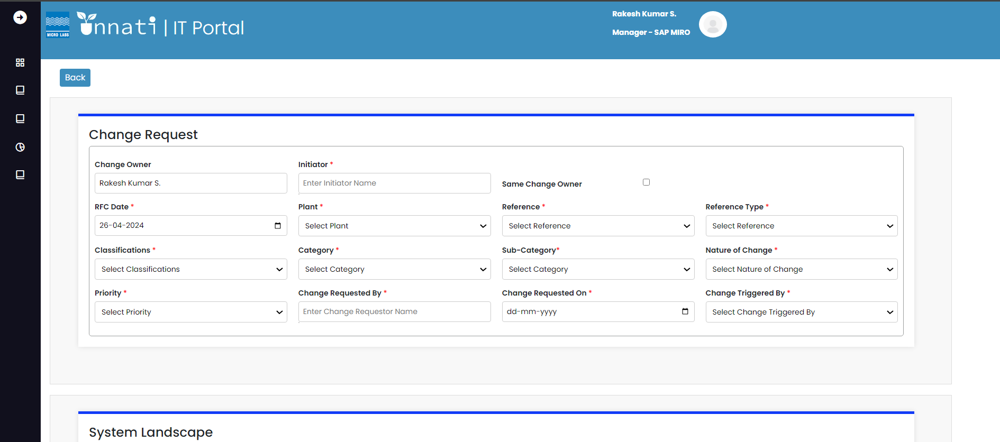 MICRO LABS
Unnati | IT Portal
Rakesh Kumar S.
Manager - SAP MIRO
Back
Change Request
Change Owner
Initiator *
Rakesh Kumar S.
Enter Initiator Name
Same Change Owner
RFC Date *
Plant *
Reference *
Reference Type *
26-04-2024
Select Plant
Select Reference
Select Reference
Classifications *
Category *
Sub-Category*
Nature of Change *
Select Classifications
Select Category
Select Category
Select Nature of Change
Priority *
Change Requested By *
Change Requested On *
Change Triggered By *
Select Priority
Enter Change Requestor Name
dd-mm-yyyy
Select Change Triggered By
System Landscape